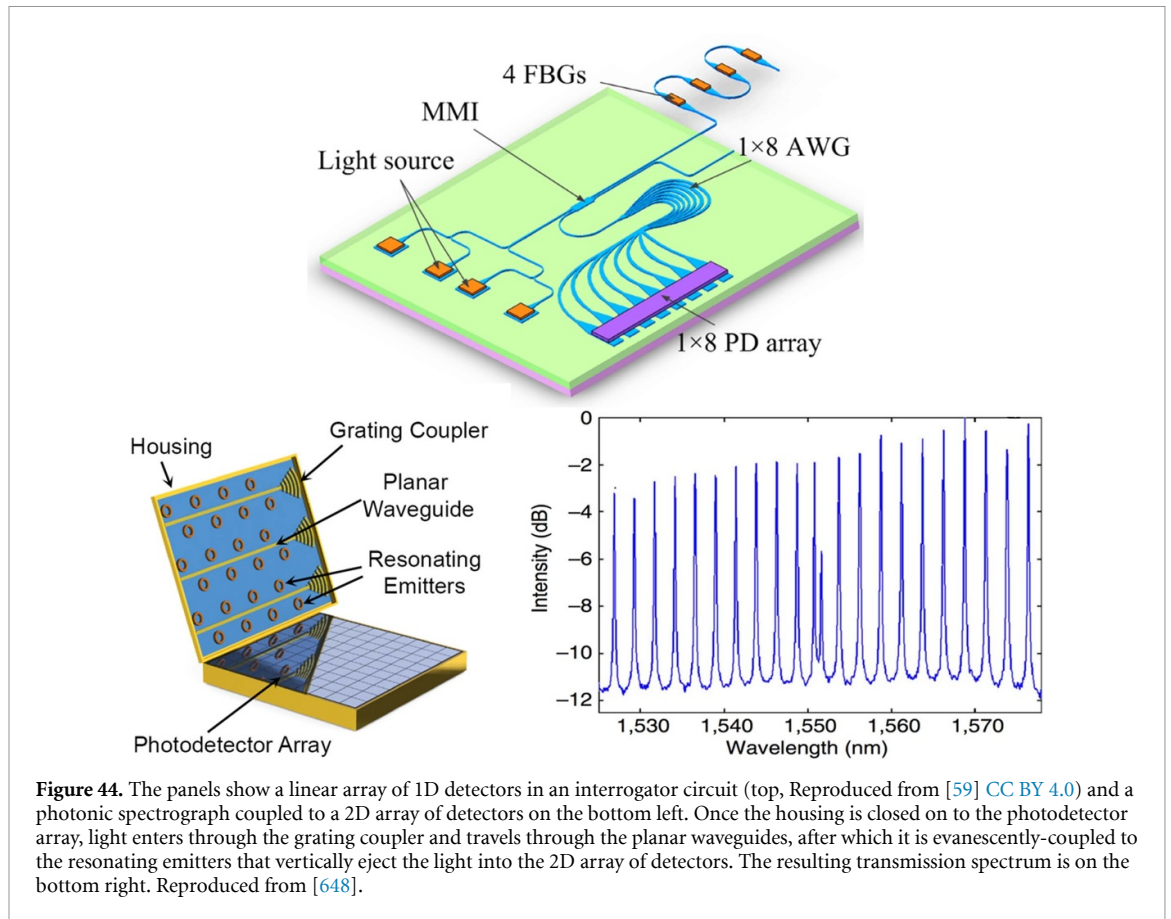 4 FBGs
MMI
1×8 AWG
Light source
1×8 PD array
Housing
Grating Coupler
Planar
Waveguide
Resonating
Emitters
Photodetector Array
0
−2
−4
−6
−8
−10
−12
Intensity (dB)
1,530 1,540 1,550 1,560 1,570
Wavelength (nm)
Figure 44. The panels show a linear array of 1D detectors in an interrogator circuit (top, Reproduced from [59] CC BY 4.0) and a
photonic spectrograph coupled to a 2D array of detectors on the bottom left. Once the housing is closed on to the photodetector
array, light enters through the grating coupler and travels through the planar waveguides, after which it is evanescently-coupled to
the resonating emitters that vertically eject the light into the 2D array of detectors. The resulting transmission spectrum is on the
bottom right. Reproduced from [648].